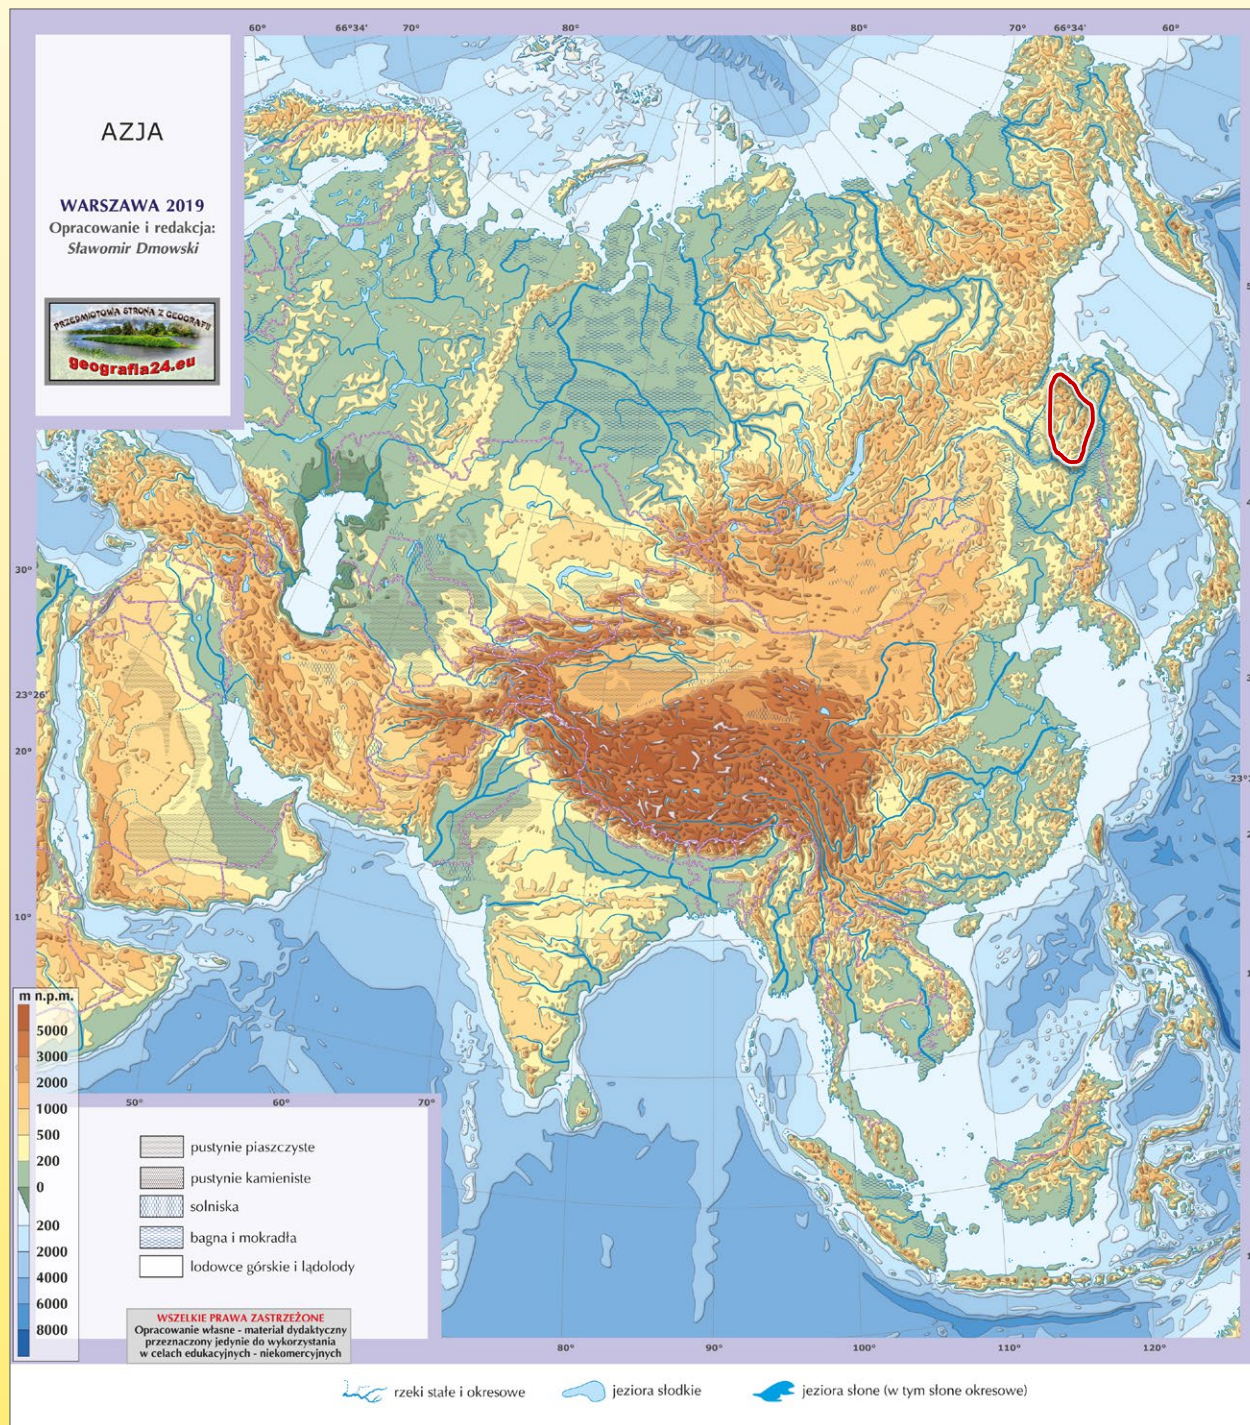 60° 66°34' 70° 80° 80° 70° 66°34' 60°
AZJA
WARSZAWA 2019
Opracowanie i redakcja:
Sławomir Dmowski
PRZEDMIOTOWA STRONA Z GEOGRAFII
geografia24.eu
30°
23°26'
20°
10°
m n.p.m.
5000
3000
2000
1000
500
200
0
200
2000
4000
6000
8000
50° 60° 70°
pustynie piaszczyste
pustynie kamieniste
solniska
bagna i mokradła
lodowce górskie i lądolody
WSZELKIE PRAWA ZASTRZEŻONE
Opracowanie własne - materiał dydaktyczny
przeznaczony jedynie do wykorzystania
w celach edukacyjnych - niekomercyjnych
80° 90° 100° 110° 120°
rzeki stałe i okresowe
jeziora słodkie
jeziora słone (w tym słone okresowe)